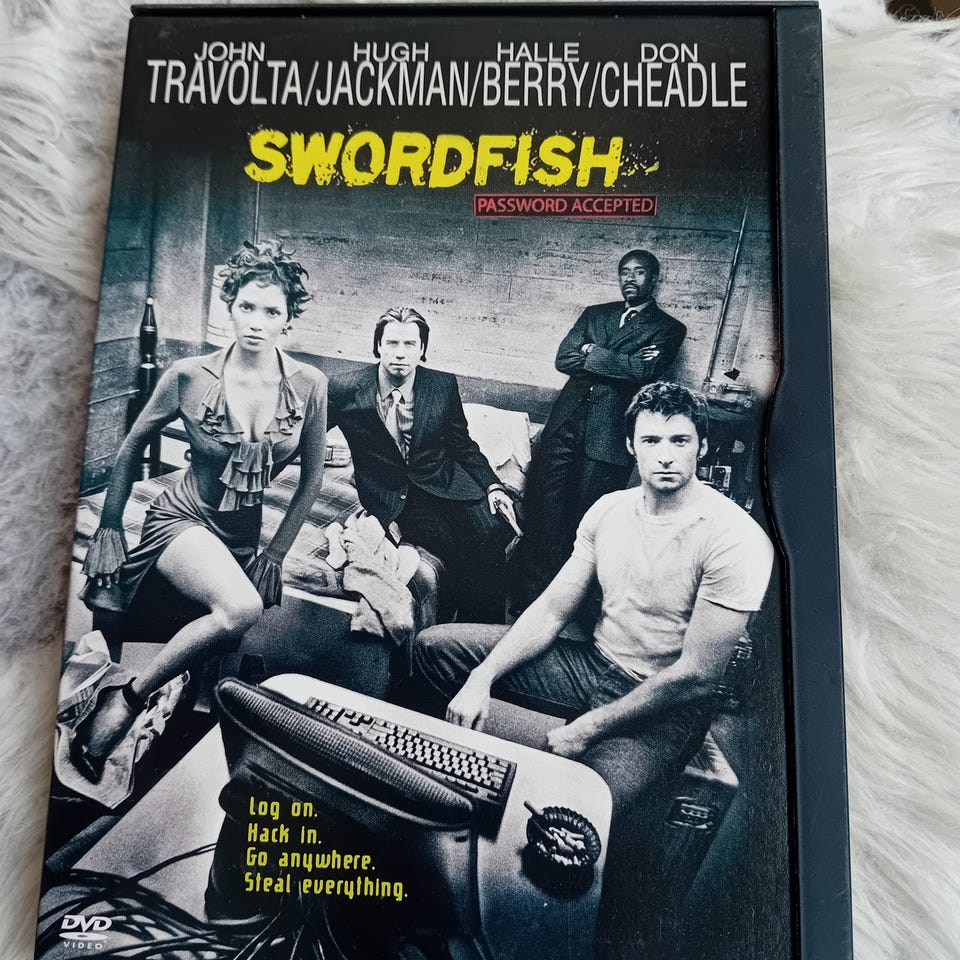 JOHN HUGH HALLE DON
TRAVOLTA/JACKMAN/BERRY/CHEADLE
SWORDFISH
PASSWORD ACCEPTED
Log on.
Hack in.
Go anywhere.
Steal everything.
DVD
VIDEO